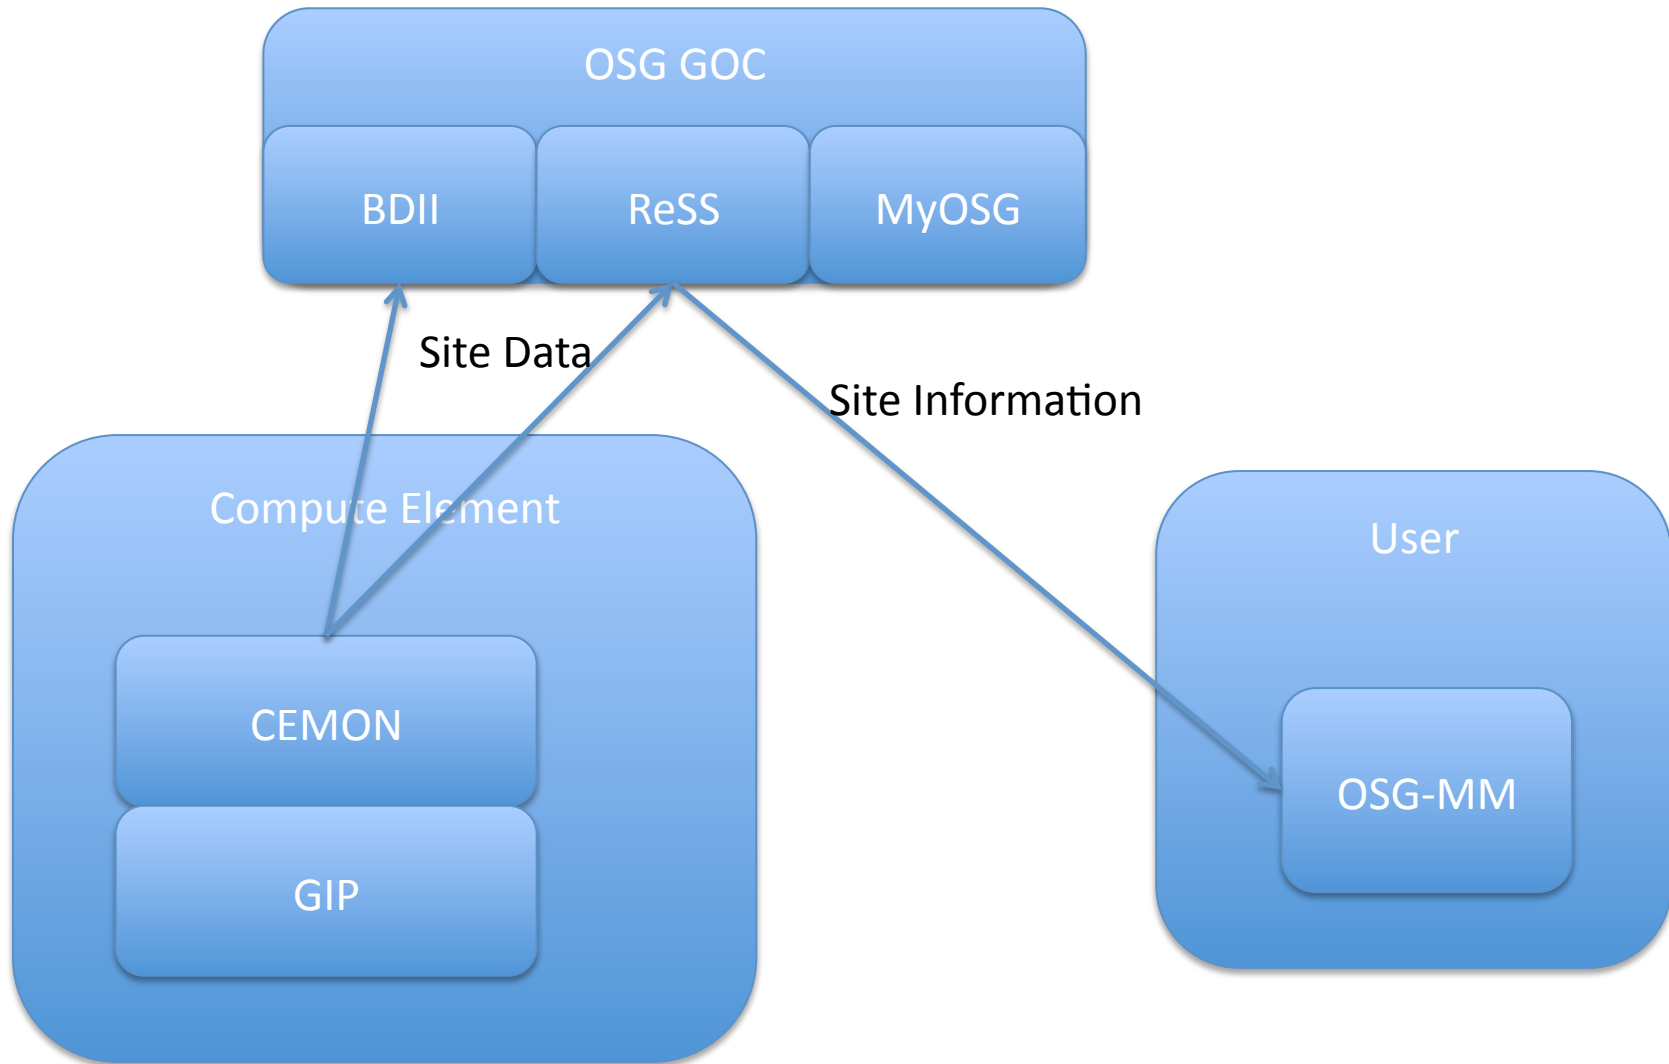 OSG GOC
BDII
ReSS
MyOSG
Site Data
Site Information
Compute Element
User
CEMON
OSG-MM
GIP